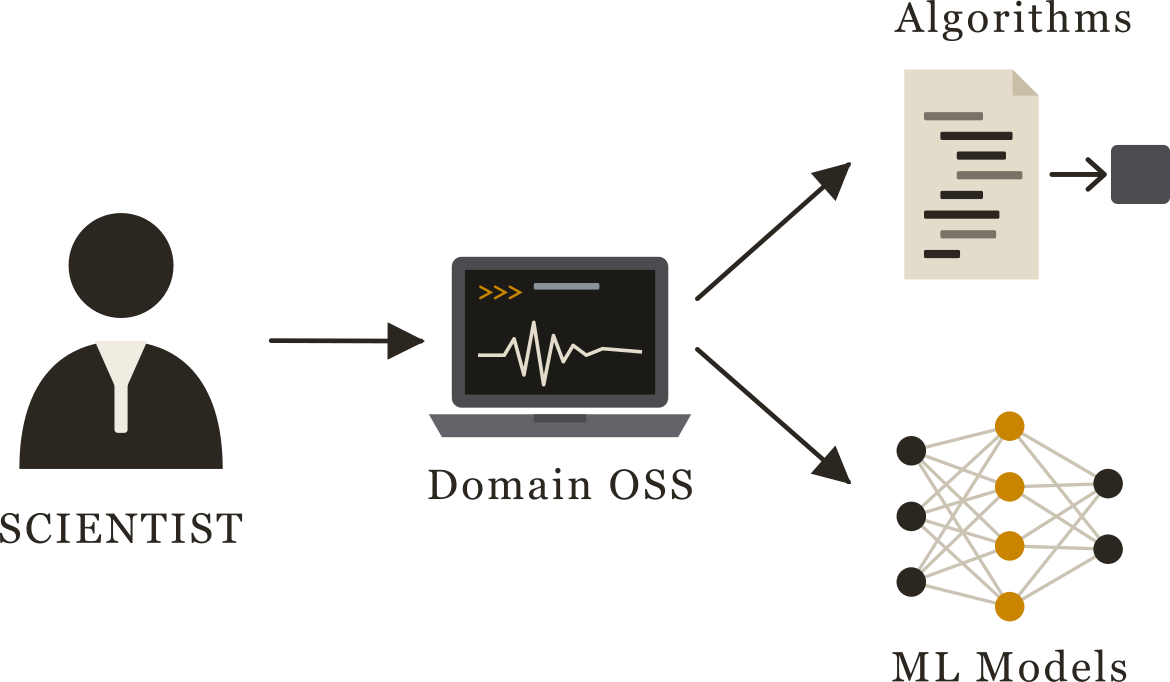 Algorithms
>>>
Domain OSS
SCIENTIST
ML Models